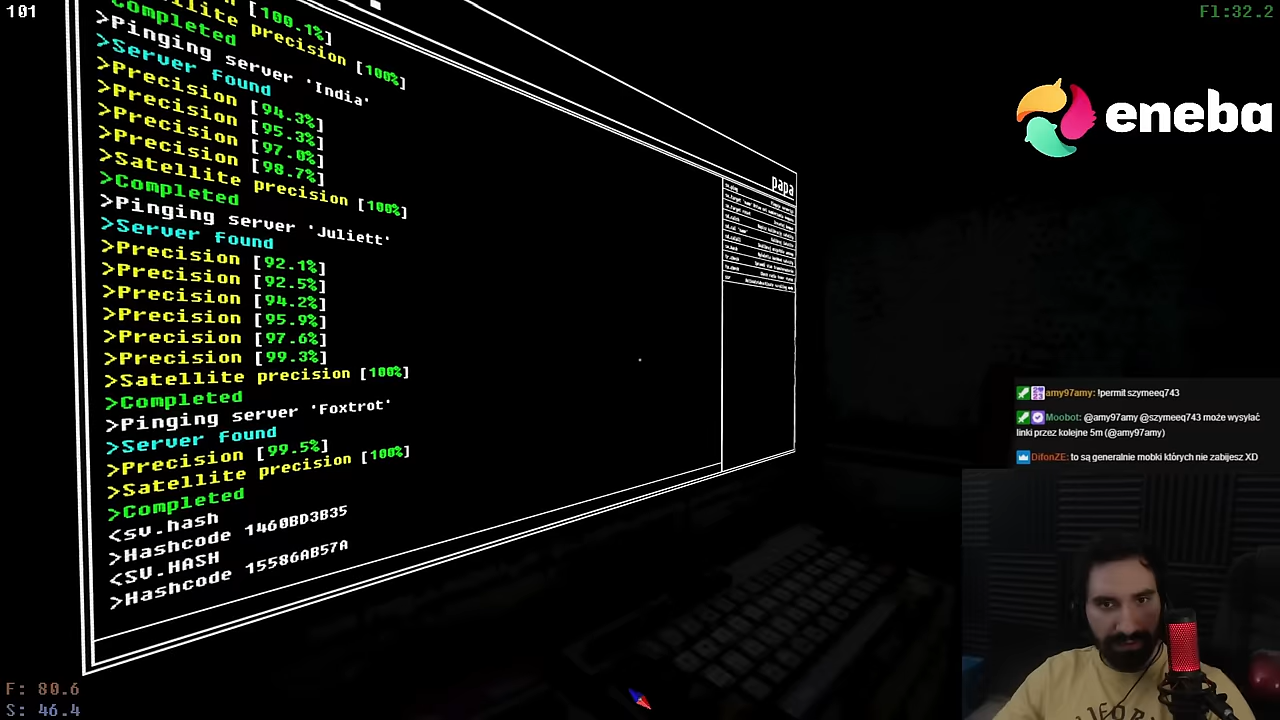 101
Fl:32.2
[100.1%]
precision [100%]
Completed
>Pinging server 'India'
>Server found
>Precision [94.3%]
>Precision [95.3%]
>Precision [97.0%]
>Precision [98.7%]
>Satellite precision [100%]
>Completed
>Pinging server 'Juliett'
>Server found
>Precision [92.1%]
>Precision [92.5%]
>Precision [94.2%]
>Precision [95.9%]
>Precision [97.6%]
>Precision [99.3%]
>Satellite precision [100%]
>Completed
>Pinging server 'Foxtrot'
>Server found
>Precision [99.5%]
>Satellite precision [100%]
>Completed
<sv.hash
>Hashcode 1460BD3B35
<SV.HASH
>Hashcode 15586AB57A
papa
eneba
amy97amy: !permit szymeeq743
Moobot: @amy97amy @szymeeq743 może wysyłać
linki przez kolejne 5m (@amy97amy)
DifonZE: to są generalnie mobki których nie zabijesz XD
F: 80.6
S: 46.4